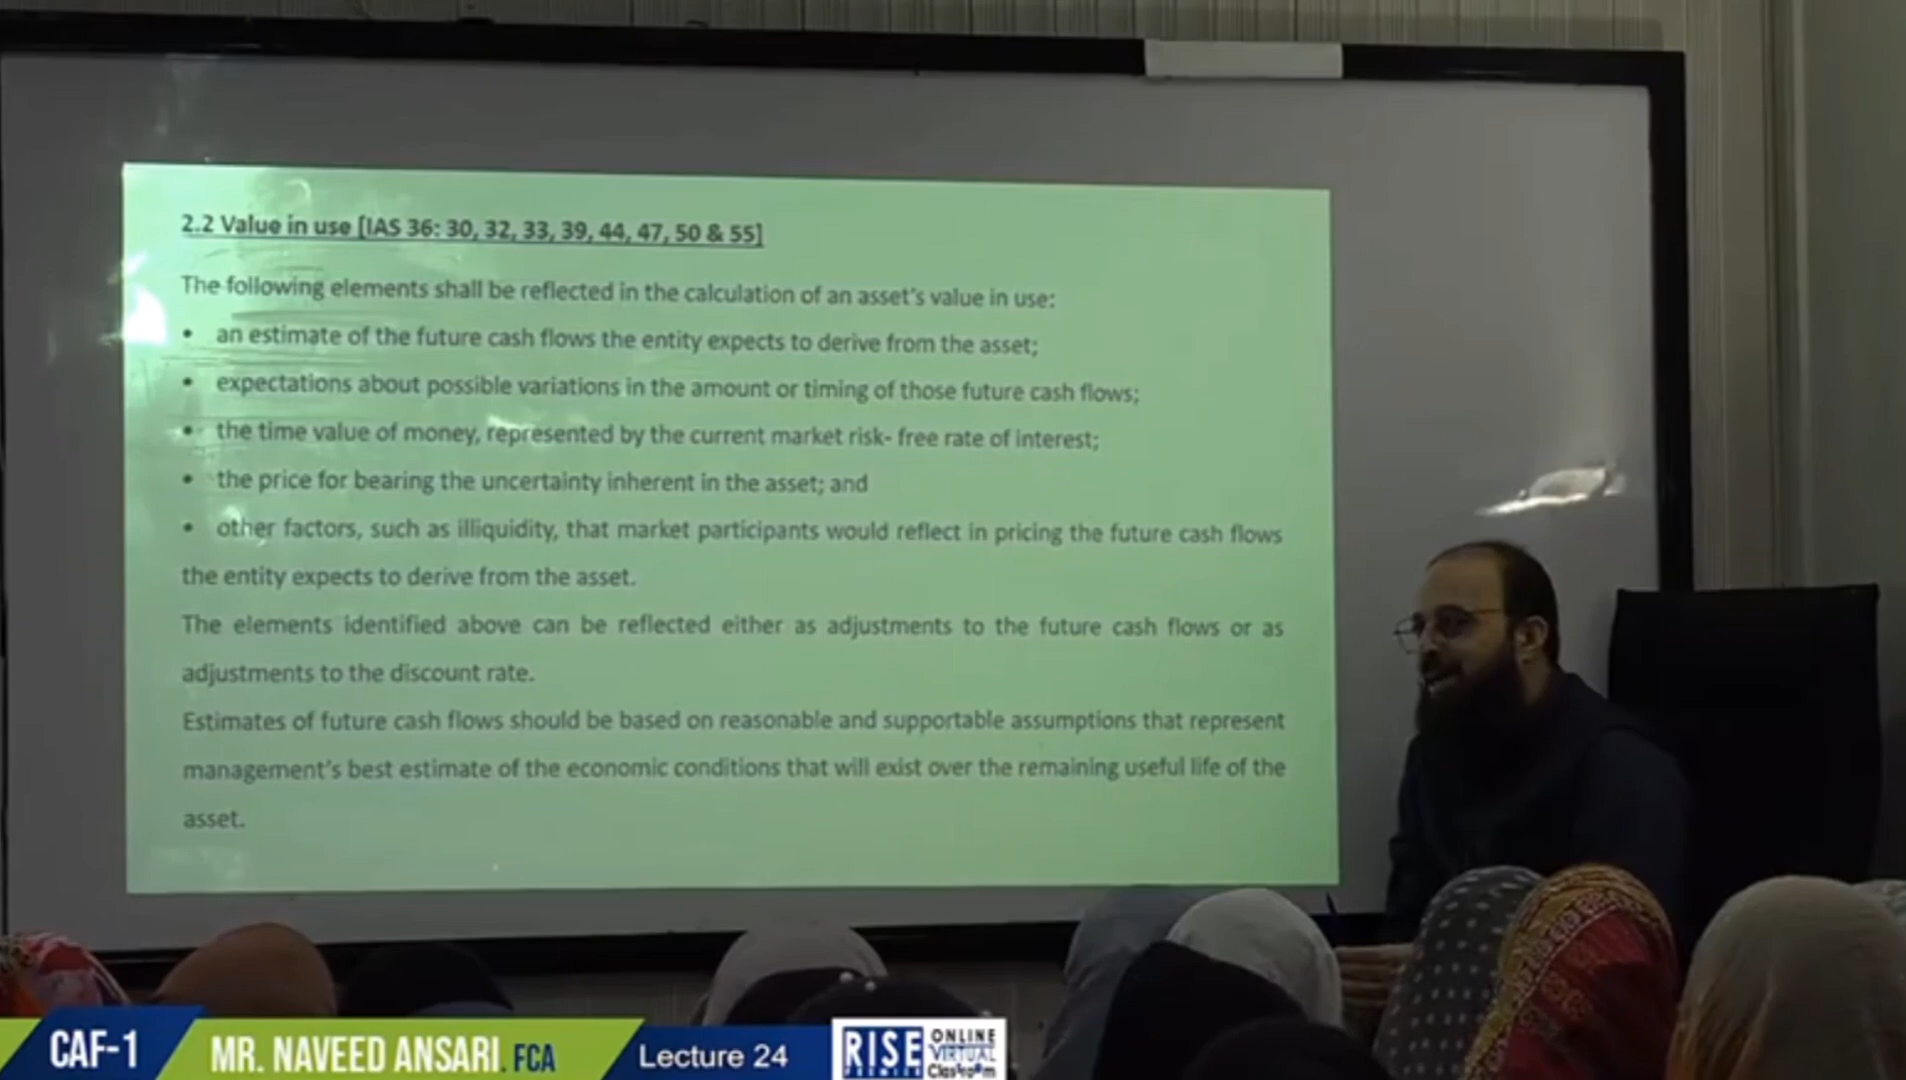 2.2 Value in use [IAS 36: 30, 32, 33, 39, 44, 47, 50 & 55]
The following elements shall be reflected in the calculation of an asset's value in use:
• an estimate of the future cash flows the entity expects to derive from the asset;
• expectations about possible variations in the amount or timing of those future cash flows;
• the time value of money, represented by the current market risk- free rate of interest;
• the price for bearing the uncertainty inherent in the asset; and
• other factors, such as illiquidity, that market participants would reflect in pricing the future cash flows
the entity expects to derive from the asset.
The elements identified above can be reflected either as adjustments to the future cash flows or as
adjustments to the discount rate.
Estimates of future cash flows should be based on reasonable and supportable assumptions that represent
management's best estimate of the economic conditions that will exist over the remaining useful life of the
asset.
CAF-1
MR. NAVEED ANSARI. FCA
Lecture 24
RISE
ONLINE
VIRTUAL
Classroom